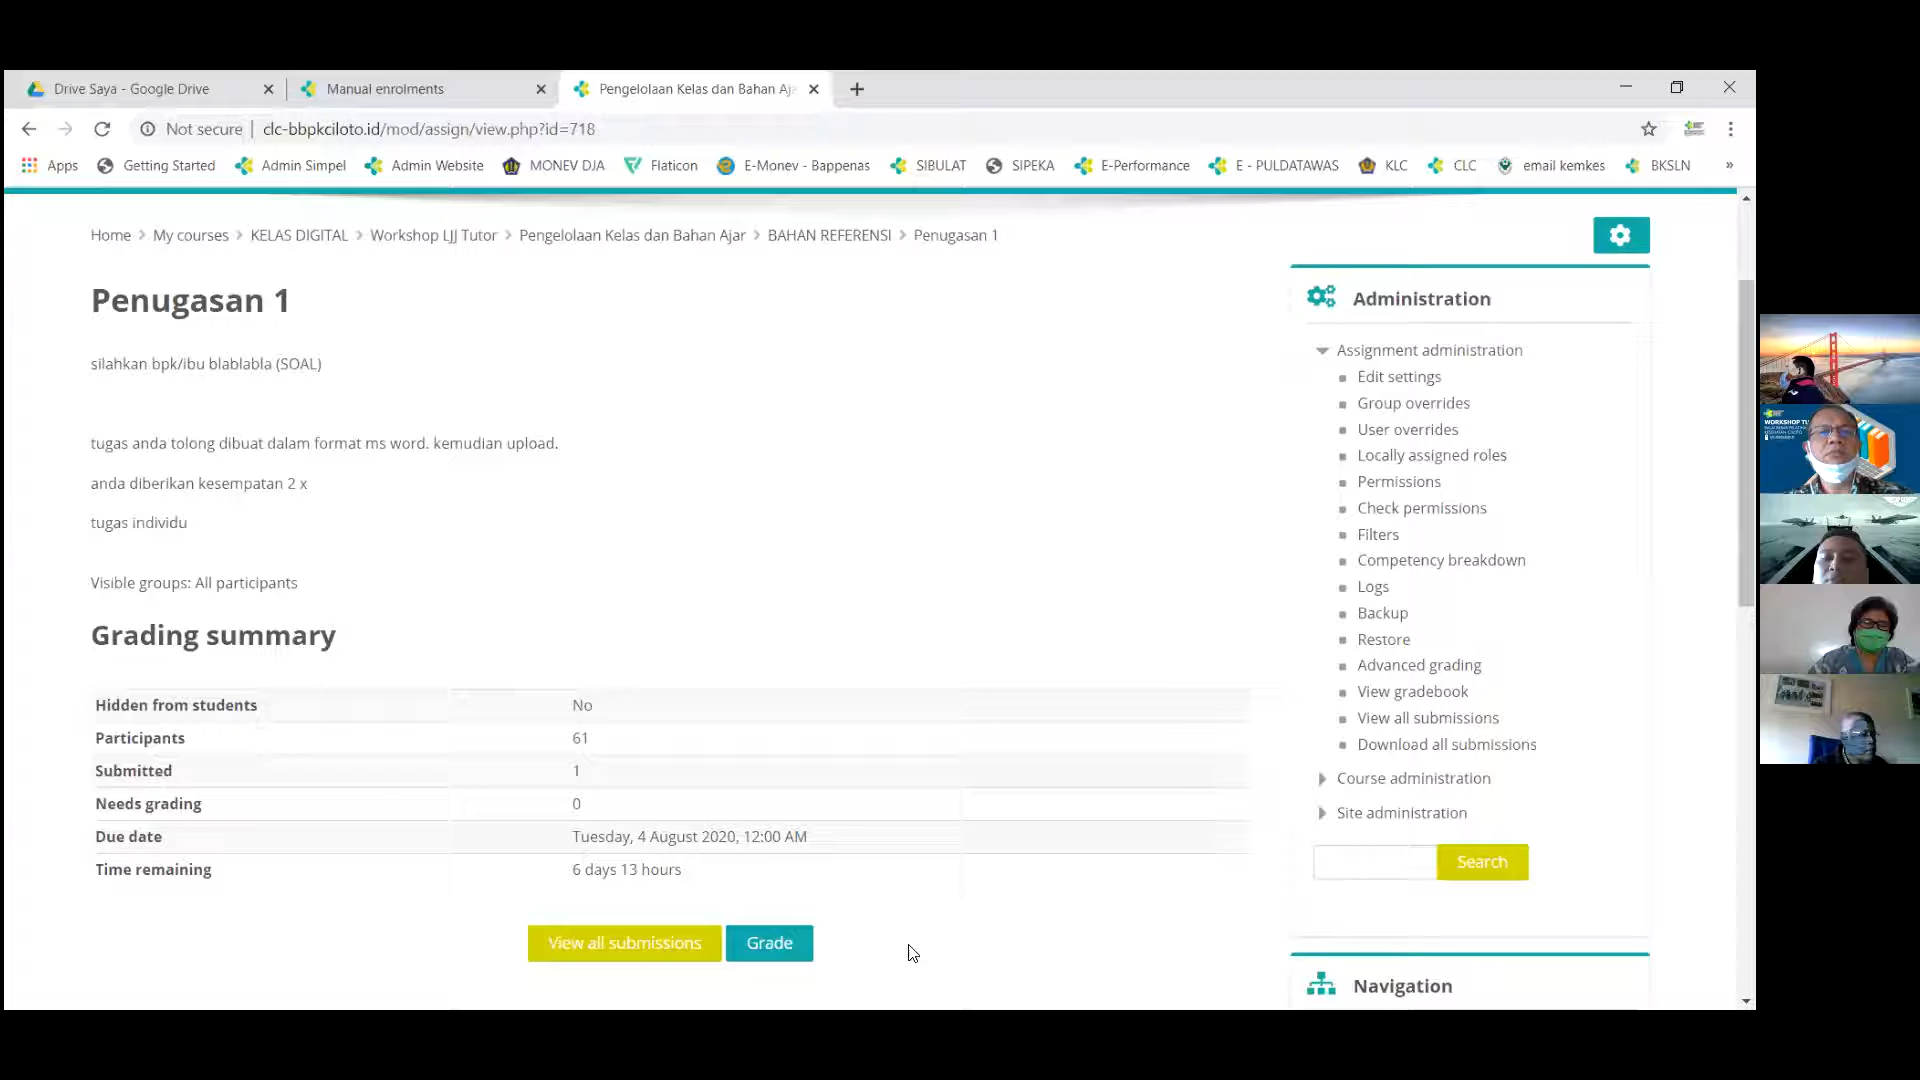 Drive Saya - Google Drive
Manual enrolments
Pengelolaan Kelas dan Bahan Aja
Not secure | clc-bbpkciloto.id/mod/assign/view.php?id=718
Apps
Getting Started
Admin Simpel
Admin Website
MONEV DJA
Flaticon
E-Monev - Bappenas
SIBULAT
SIPEKA
E-Performance
E - PULDATAWAS
KLC
CLC
email kemkes
BKSLN
»
Home > My courses > KELAS DIGITAL > Workshop LJJ Tutor > Pengelolaan Kelas dan Bahan Ajar > BAHAN REFERENSI > Penugasan 1
Penugasan 1
silahkan bpk/ibu blablabla (SOAL)
tugas anda tolong dibuat dalam format ms word. kemudian upload.
anda diberikan kesempatan 2 x
tugas individu
Visible groups: All participants
Grading summary
Hidden from students No
Participants 61
Submitted 1
Needs grading 0
Due date Tuesday, 4 August 2020, 12:00 AM
Time remaining 6 days 13 hours
View all submissions
Grade
Administration
Assignment administration
Edit settings
Group overrides
User overrides
Locally assigned roles
Permissions
Check permissions
Filters
Competency breakdown
Logs
Backup
Restore
Advanced grading
View gradebook
View all submissions
Download all submissions
Course administration
Site administration
Search
Navigation
WORKSHOP TU